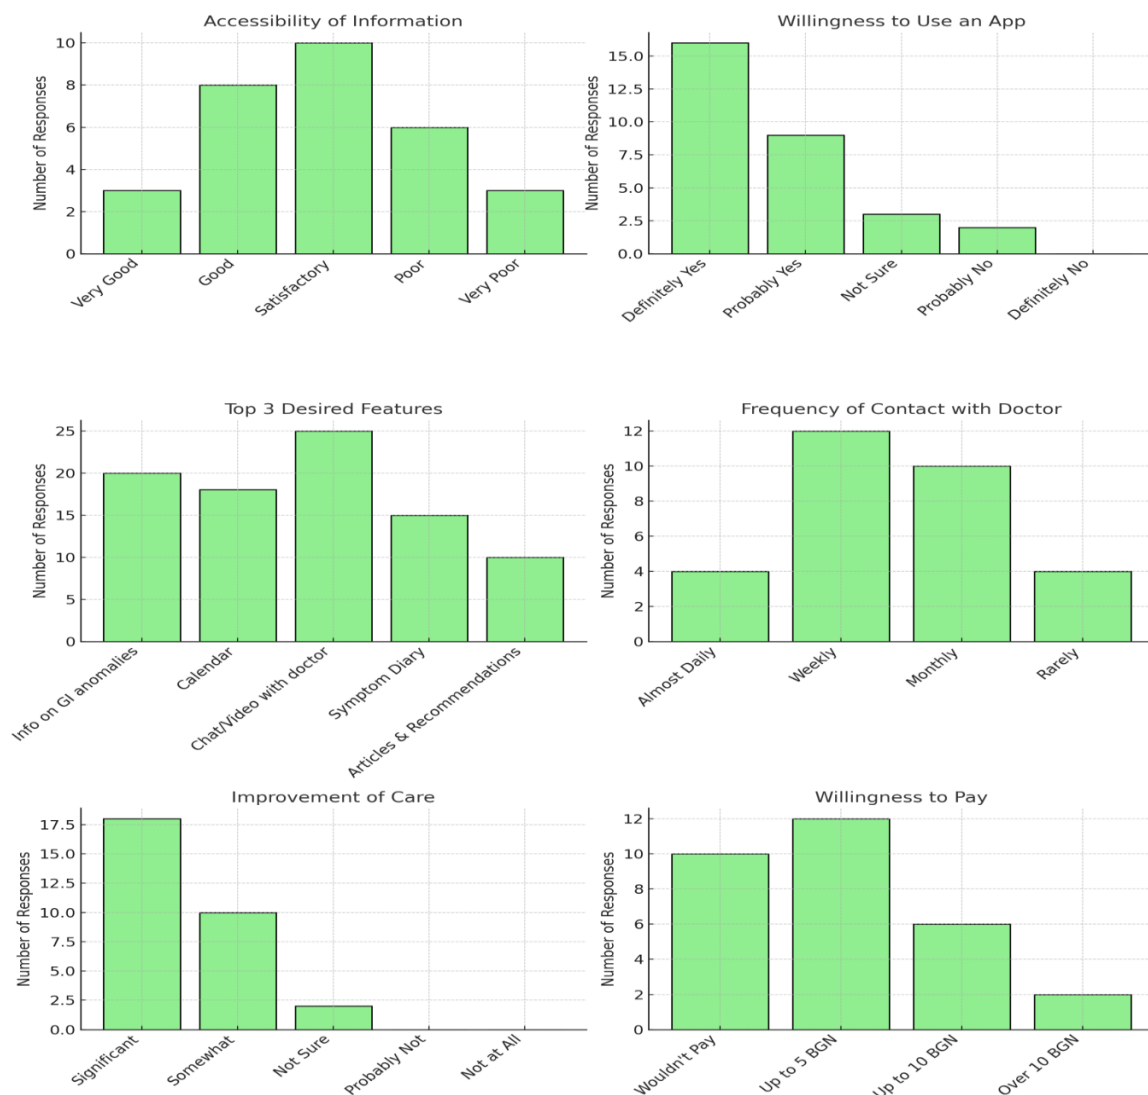 Accessibility of Information
Number of Responses
10
8
6
4
2
0
Very Good
Good
Satisfactory
Poor
Very Poor
Willingness to Use an App
Number of Responses
15.0
12.5
10.0
7.5
5.0
2.5
0.0
Definitely Yes
Probably Yes
Not Sure
Probably No
Definitely No
Top 3 Desired Features
Number of Responses
25
20
15
10
5
0
Info on GI anomalies
Calendar
Chat/Video with doctor
Symptom Diary
Articles & Recommendations
Frequency of Contact with Doctor
Number of Responses
12
10
8
6
4
2
0
Almost Daily
Weekly
Monthly
Rarely
Improvement of Care
Number of Responses
17.5
15.0
12.5
10.0
7.5
5.0
2.5
0.0
Significant
Somewhat
Not Sure
Probably Not
Not at All
Willingness to Pay
Number of Responses
12
10
8
6
4
2
0
Wouldn't Pay
Up to 5 BGN
Up to 10 BGN
Over 10 BGN